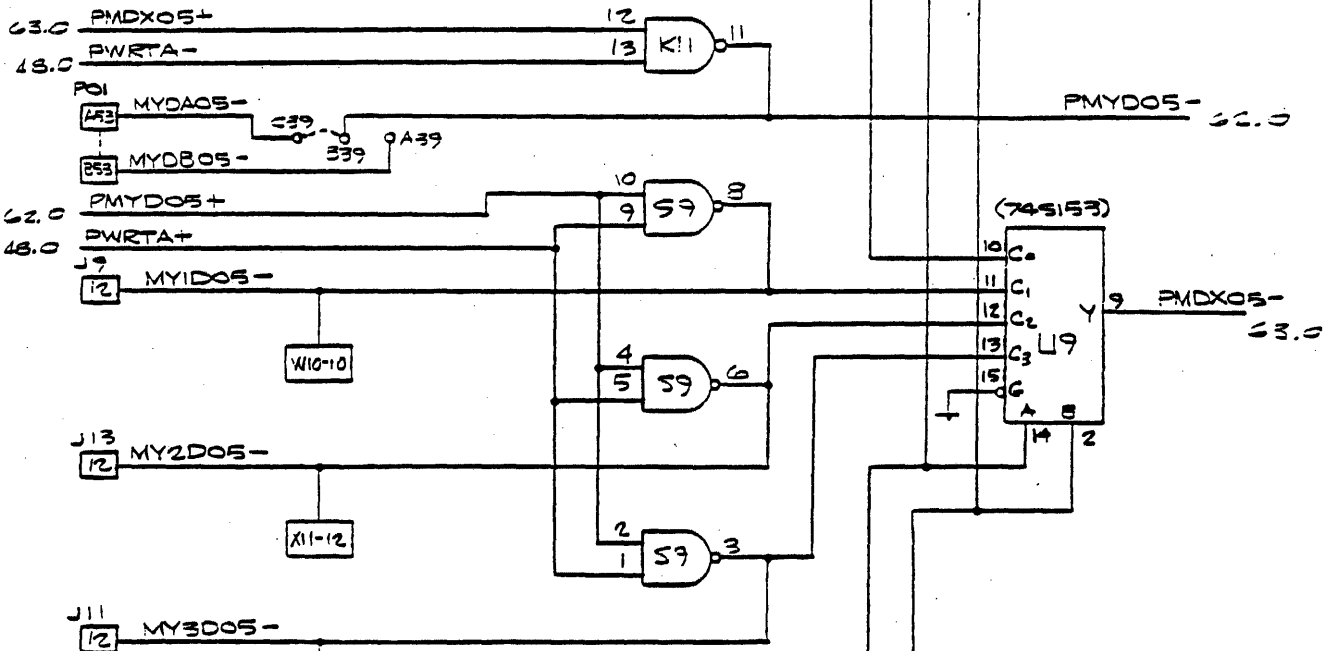 63.0 PMDX05+ 12
K11 11
48.0 PWRTA- 13
P01
A53 MYDA05-
C39 B39 A39
PMYD05-
B53 MYDB05-
62.0 PMYD05+ 10
S9 8
9
48.0 PWRTA+
(74S153)
J9
12 MY1D05-
W10-10
10 C0
11 C1
12 C2
13 C3
15 G
U9
Y 9 PMDX05-
63.0
A B
14 2
4
5
S9 6
J13
12 MY2D05-
X11-12
2
1
S9 3
J11
12 MY3D05-